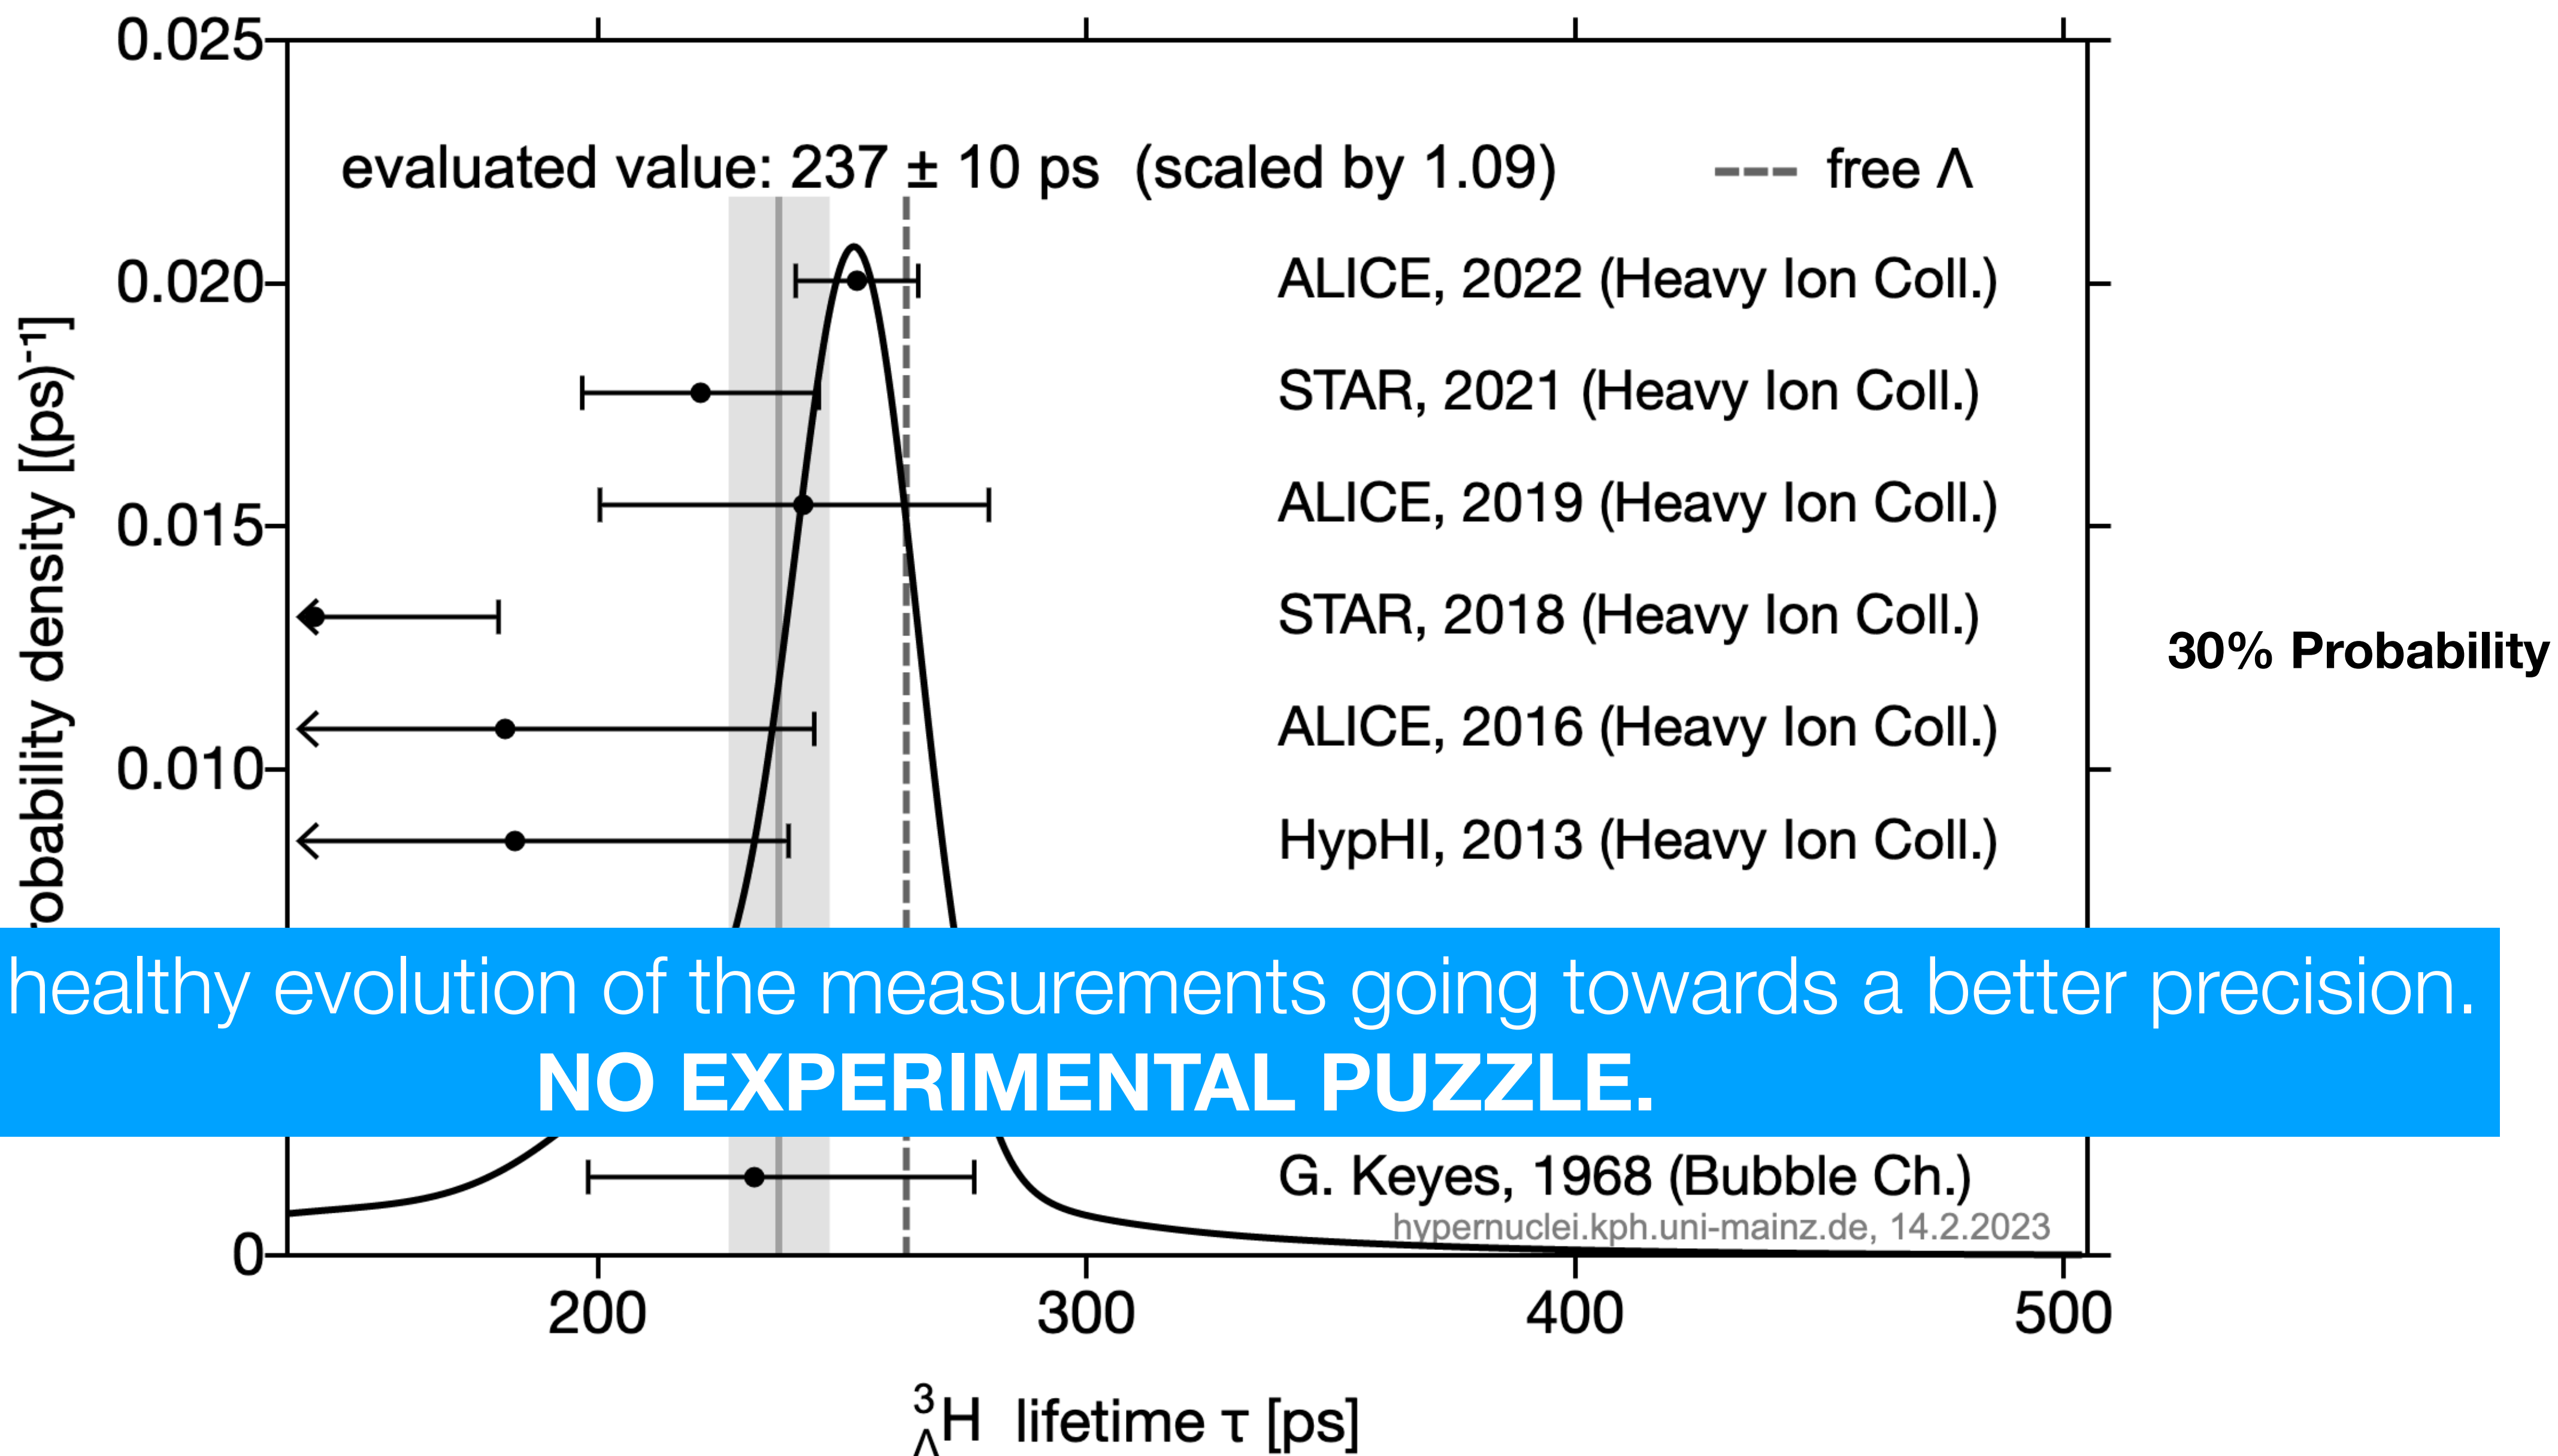 0.025
evaluated value: 237 ± 10 ps (scaled by 1.09)
free Λ
0.020
ALICE, 2022 (Heavy Ion Coll.)
STAR, 2021 (Heavy Ion Coll.)
0.015
ALICE, 2019 (Heavy Ion Coll.)
STAR, 2018 (Heavy Ion Coll.)
30% Probability
ALICE, 2016 (Heavy Ion Coll.)
0.010
HypHI, 2013 (Heavy Ion Coll.)
robability density [(ps)⁻¹]
healthy evolution of the measurements going towards a better precision.
NO EXPERIMENTAL PUZZLE.
G. Keyes, 1968 (Bubble Ch.)
hypernuclei.kph.uni-mainz.de, 14.2.2023
0
200 300 400 500
³ΛH lifetime τ [ps]